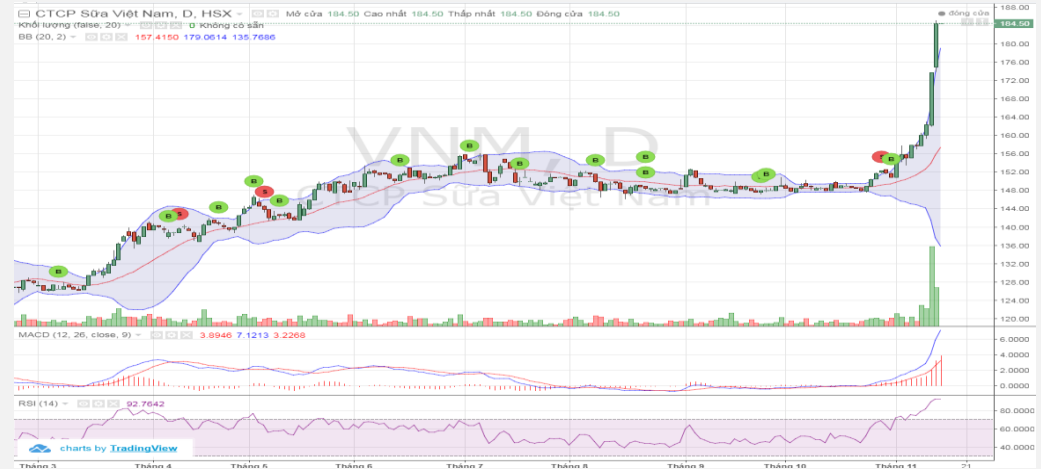 CTCP Sữa Việt Nam, D, HSX Mở cửa 184.50 Cao nhất 184.50 Thấp nhất 184.50 Đóng cửa 184.50
đóng cửa
Khối lượng (false, 20) 0 Không có sẵn
BB (20, 2) 157.4150 179.0614 135.7686
188.00
184.50
180.00
176.00
172.00
168.00
164.00
160.00
156.00
152.00
148.00
144.00
140.00
136.00
132.00
128.00
124.00
120.00
VNM, D
CTCP Sữa Việt Nam
B
B
S
B
B
S
B
B
B
B
B
B
B
B
B
MACD (12, 26, close, 9) 3.8946 7.1213 3.2268
6.0000
4.0000
2.0000
0.0000
RSI (14) 92.7642
80.0000
60.0000
40.0000
charts by TradingView
Tháng 3 Tháng 4 Tháng 5 Tháng 6 Tháng 7 Tháng 8 Tháng 9 Tháng 10 Tháng 11 21